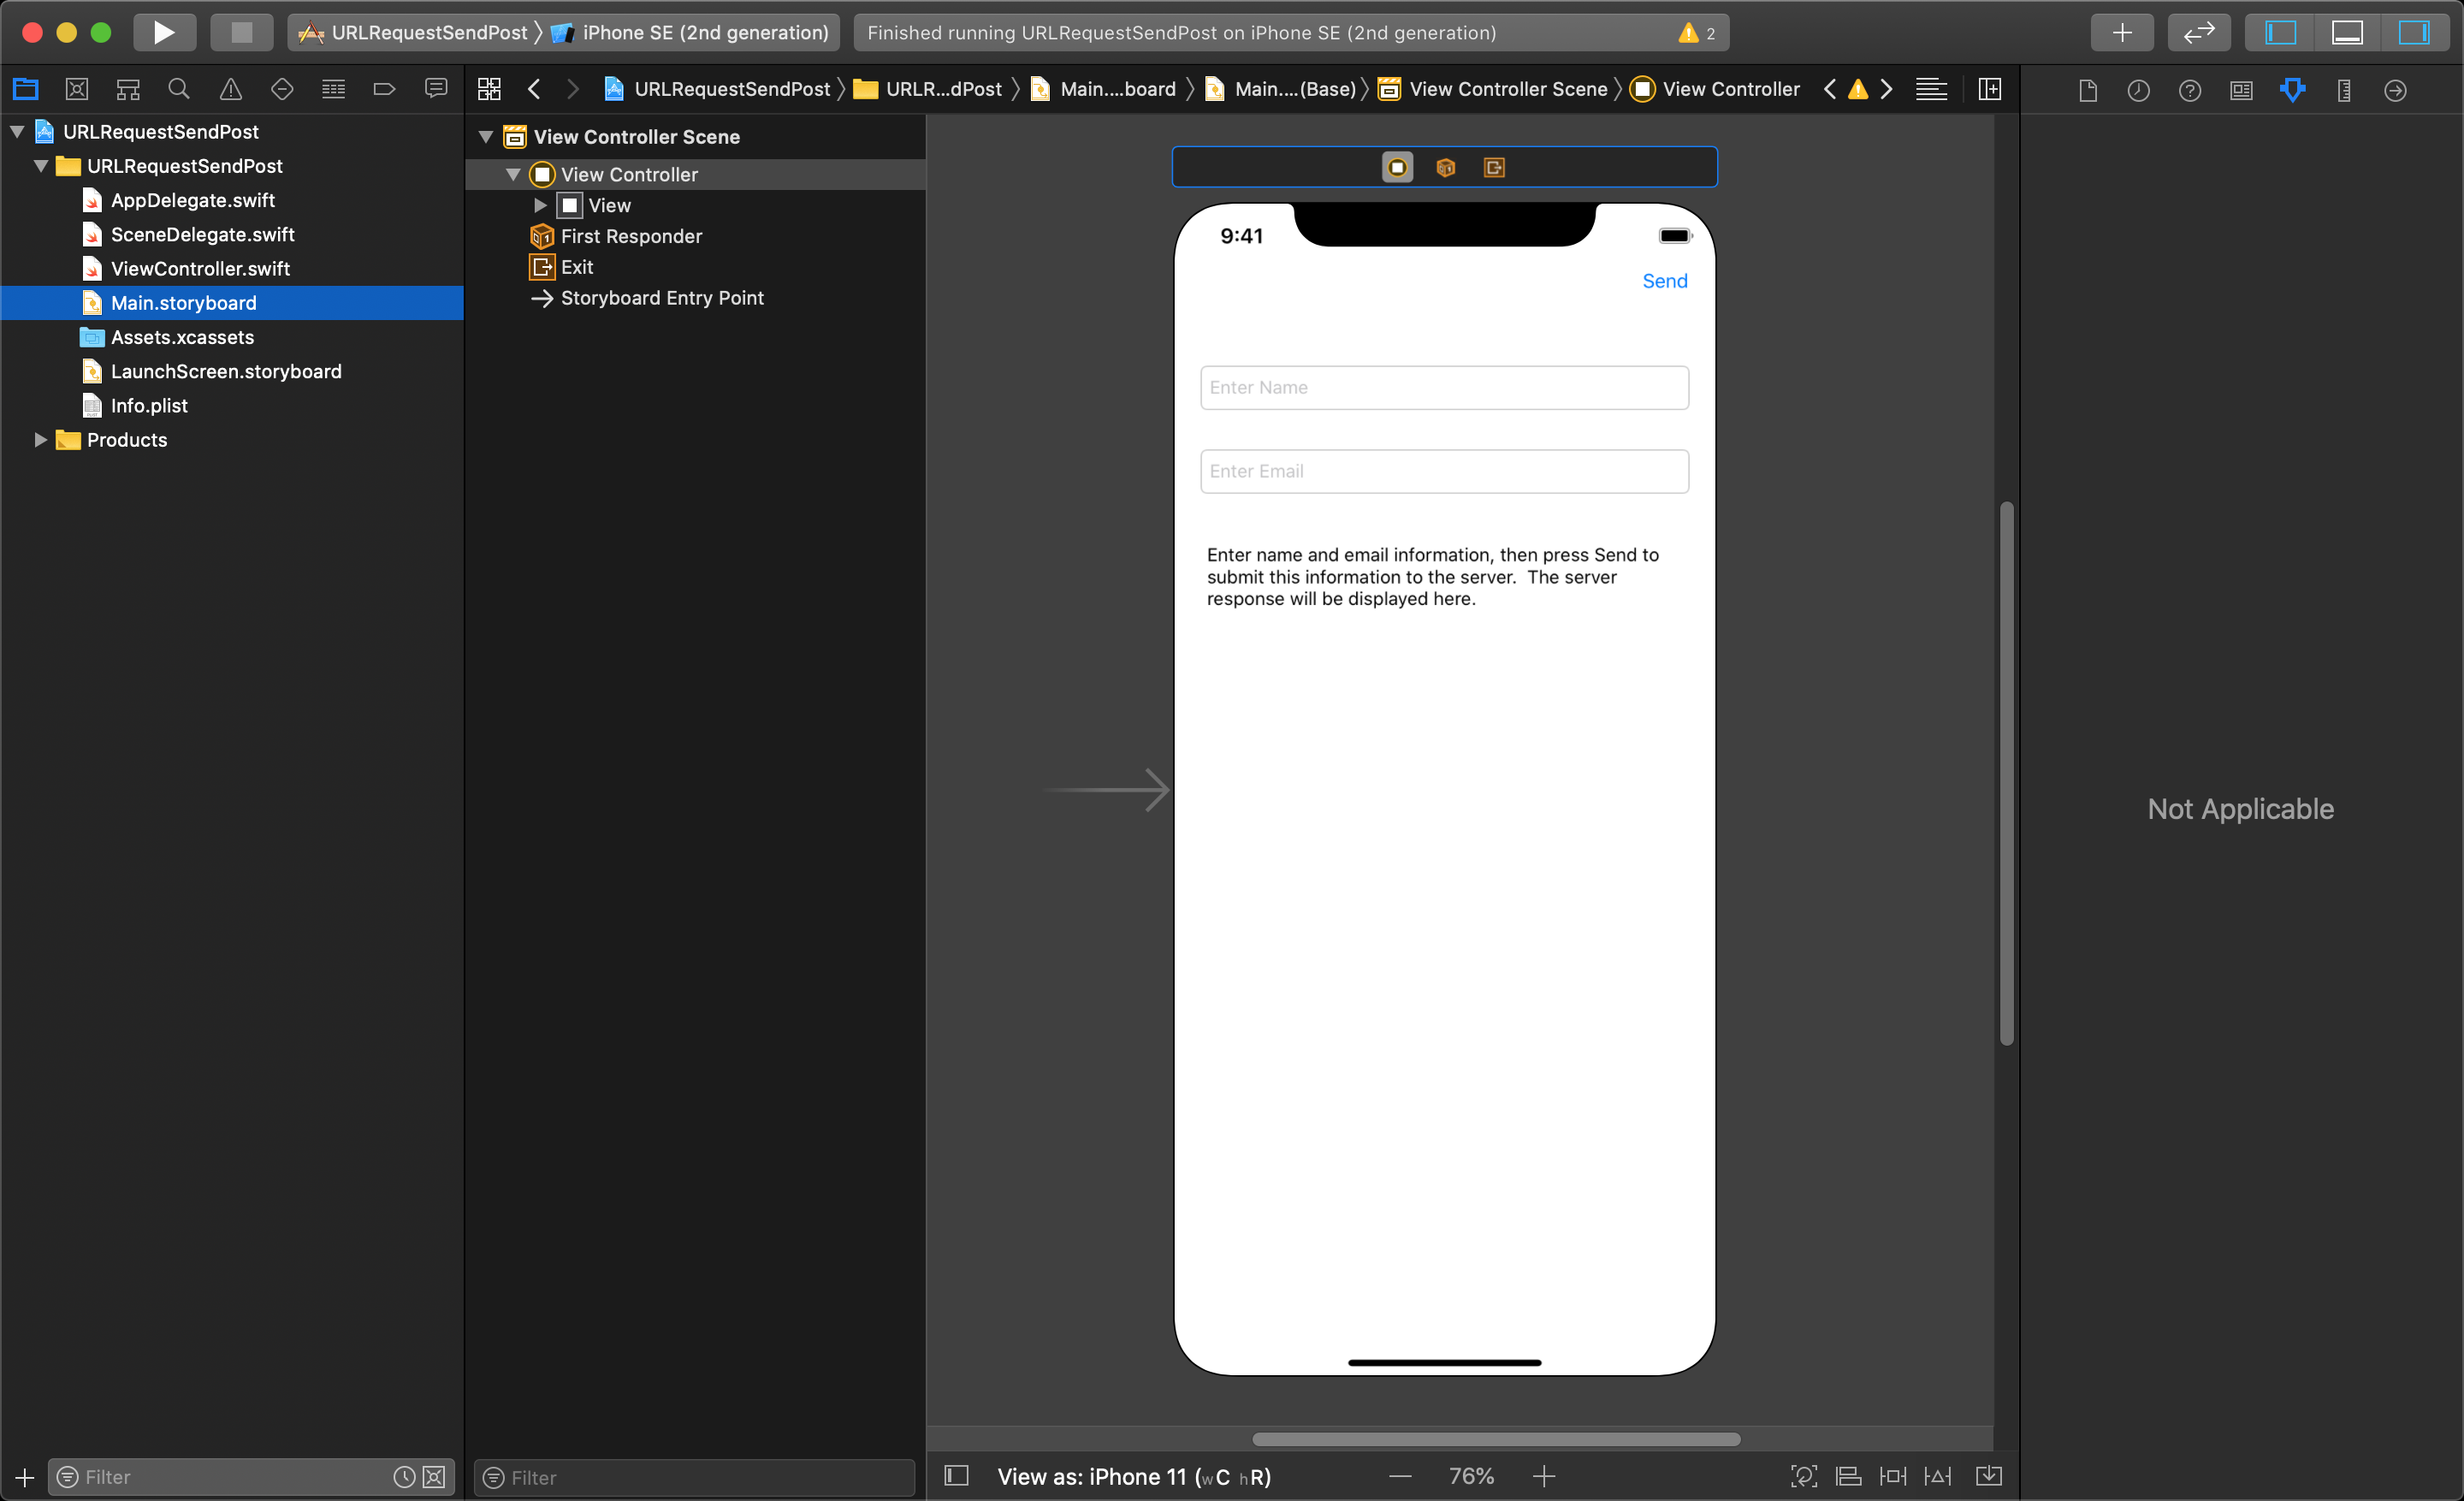 URLRequestSendPost 〉 iPhone SE (2nd generation)
Finished running URLRequestSendPost on iPhone SE (2nd generation)
2
URLRequestSendPost 〉 URLR...dPost 〉 Main....board 〉 Main....(Base) 〉 View Controller Scene 〉 View Controller
URLRequestSendPost
URLRequestSendPost
AppDelegate.swift
SceneDelegate.swift
ViewController.swift
Main.storyboard
Assets.xcassets
LaunchScreen.storyboard
Info.plist
Products
Filter
View Controller Scene
View Controller
View
First Responder
Exit
Storyboard Entry Point
Filter
9:41
Send
Enter Name
Enter Email
Enter name and email information, then press Send to
submit this information to the server.  The server
response will be displayed here.
View as: iPhone 11 (wC hR)
76%
Not Applicable